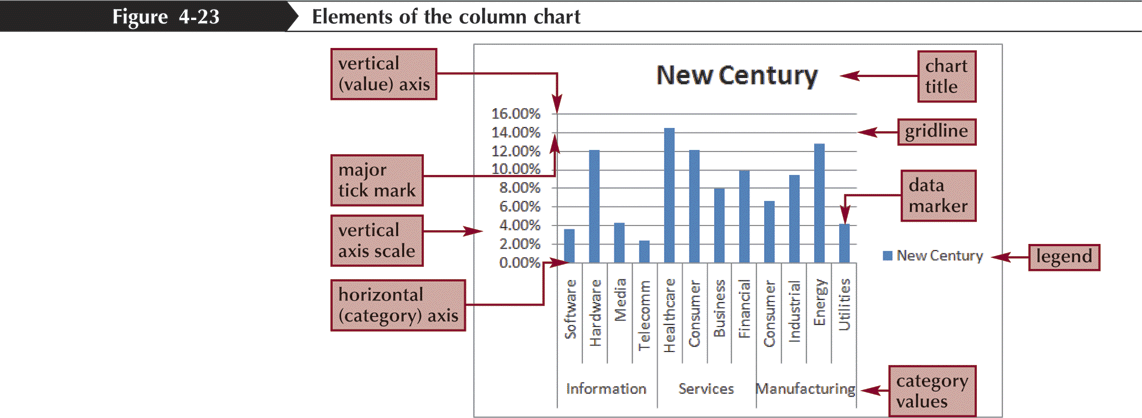 Figure 4-23
Elements of the column chart
vertical
(value) axis
New Century
chart
title
16.00%
14.00%
12.00%
10.00%
8.00%
6.00%
4.00%
2.00%
0.00%
gridline
major
tick mark
data
marker
vertical
axis scale
New Century
legend
horizontal
(category) axis
Software
Hardware
Media
Telecomm
Healthcare
Consumer
Business
Financial
Consumer
Industrial
Energy
Utilities
Information
Services
Manufacturing
category
values